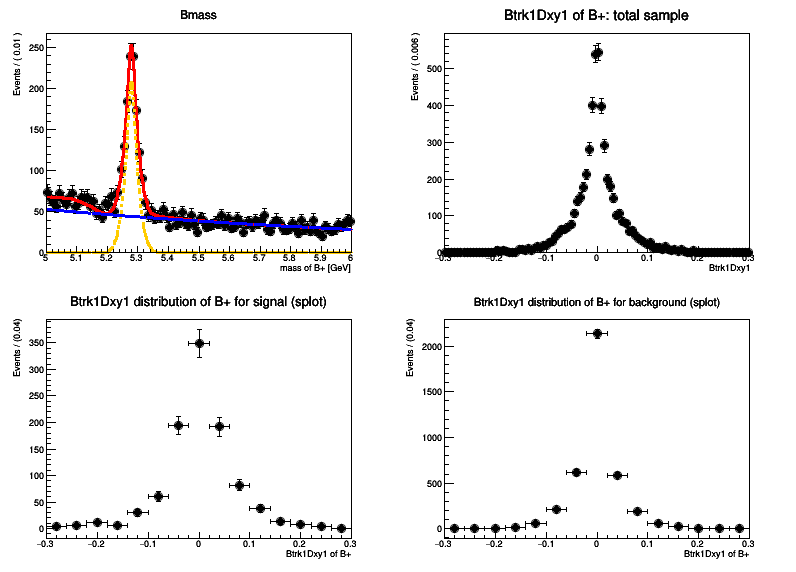 Bmass
Events / ( 0.01 )
250
200
150
100
50
0
5 5.1 5.2 5.3 5.4 5.5 5.6 5.7 5.8 5.9 6
mass of B+ [GeV]
Btrk1Dxy1 of B+: total sample
Events / ( 0.006 )
500
400
300
200
100
0
−0.3 −0.2 −0.1 0 0.1 0.2 0.3
Btrk1Dxy1
Btrk1Dxy1 distribution of B+ for signal (splot)
Events / (0.04)
350
300
250
200
150
100
50
0
−0.3 −0.2 −0.1 0 0.1 0.2 0.3
Btrk1Dxy1 of B+
Btrk1Dxy1 distribution of B+ for background (splot)
Events / (0.04)
2000
1500
1000
500
0
−0.3 −0.2 −0.1 0 0.1 0.2 0.3
Btrk1Dxy1 of B+